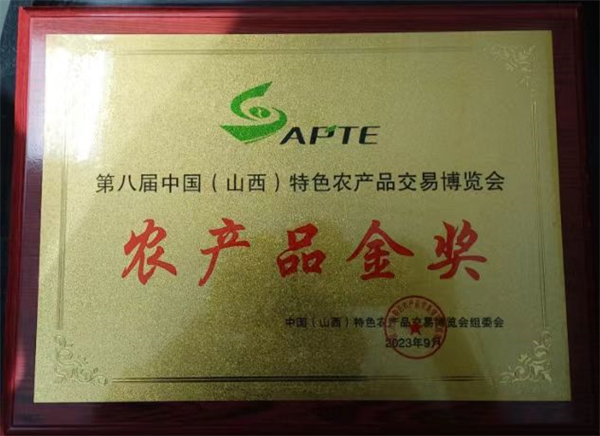 SAPTE
第八届中国（山西）特色农产品交易博览会
农产品金奖
中国（山西）特色农产品交易博览会组委会
2023年9月